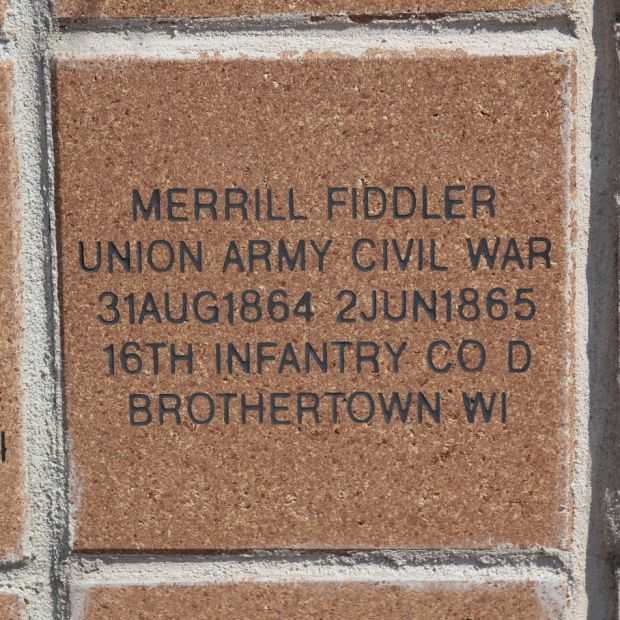 MERRILL FIDDLER
UNION ARMY CIVIL WAR
31AUG1864 2JUN1865
16TH INFANTRY CO D
BROTHERTOWN WI